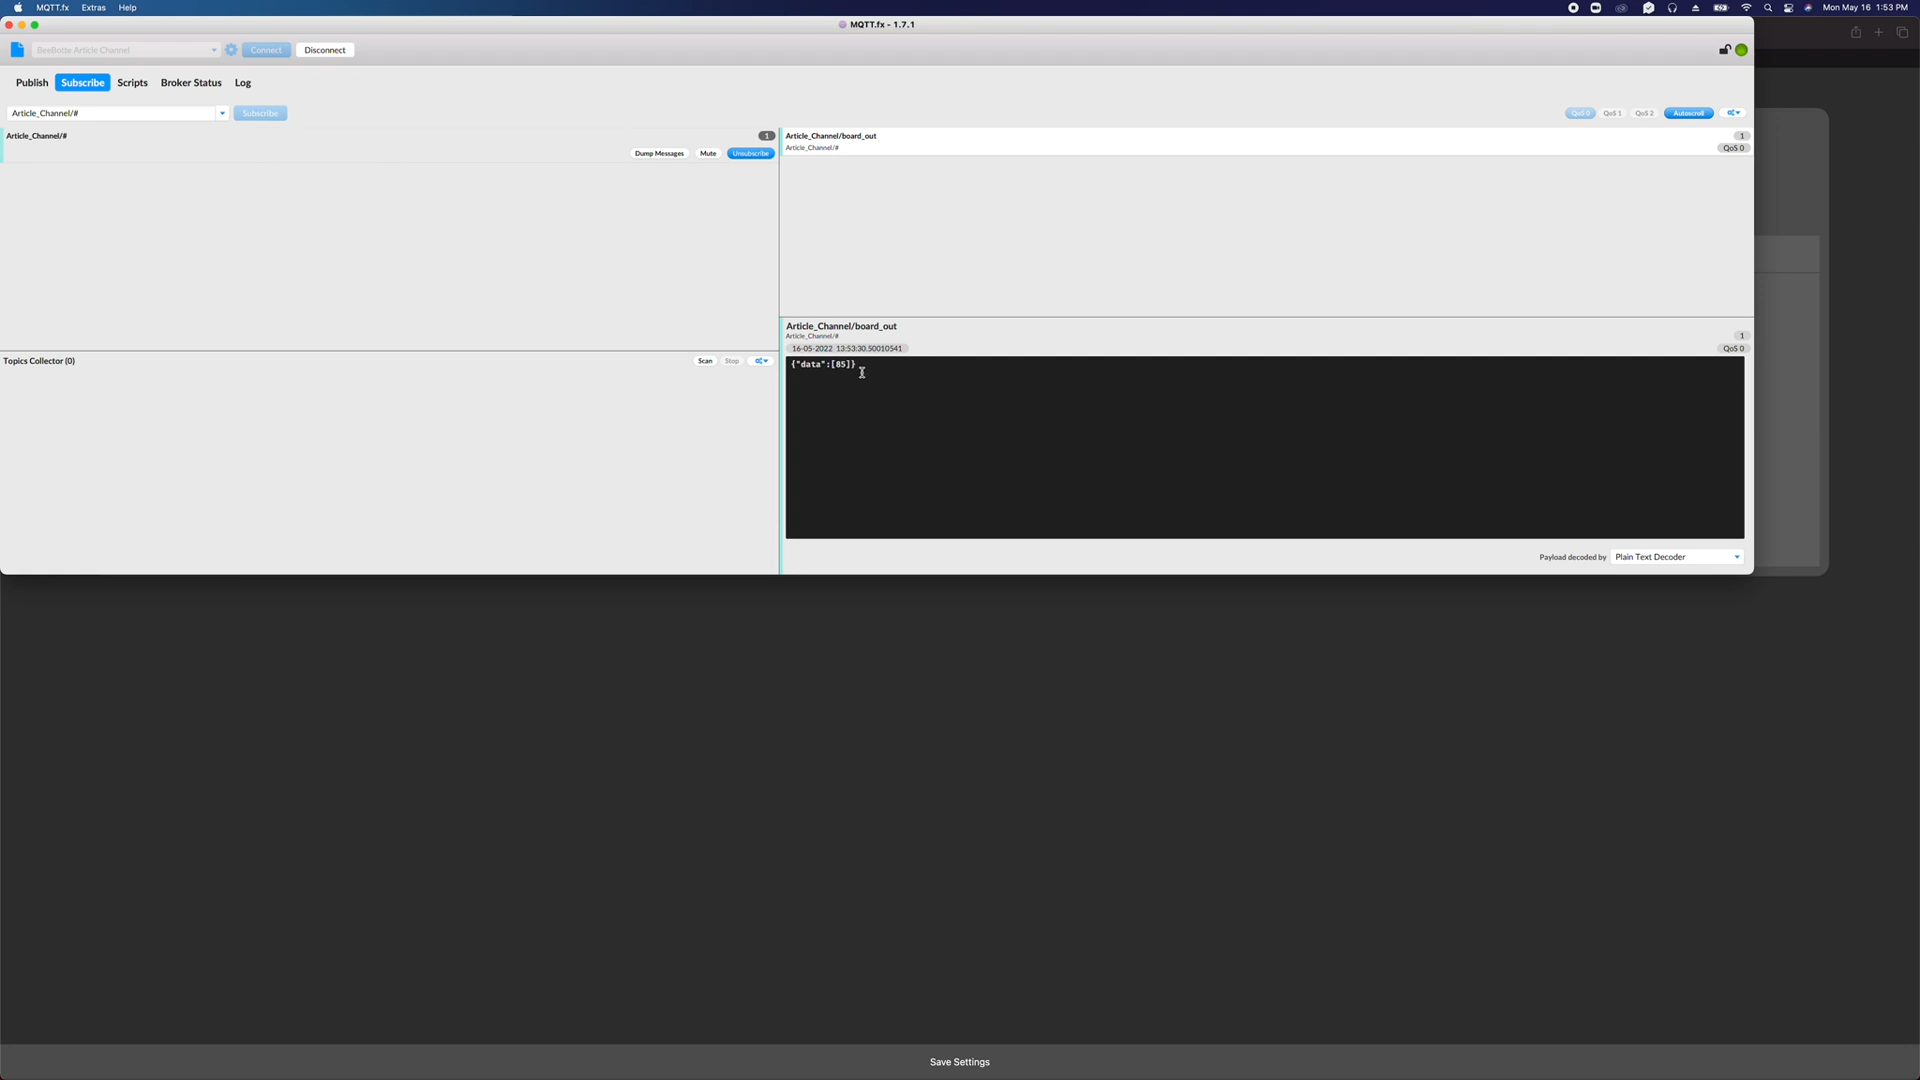 MQTT.fx Extras Help
Mon May 16 1:53 PM
MQTT.fx - 1.7.1
BeeBotte Article Channel
Connect
Disconnect
Publish Subscribe Scripts Broker Status Log
Article_Channel/#
Subscribe
QoS 0 QoS 1 QoS 2 Autoscroll
Article_Channel/#
1
Dump Messages Mute Unsubscribe
Article_Channel/board_out
1
Article_Channel/#
QoS 0
Topics Collector (0)
Scan Stop
Article_Channel/board_out
Article_Channel/#
1
16-05-2022 13:53:30.50010541
QoS 0
{"data":[85]}
Payload decoded by Plain Text Decoder
Save Settings